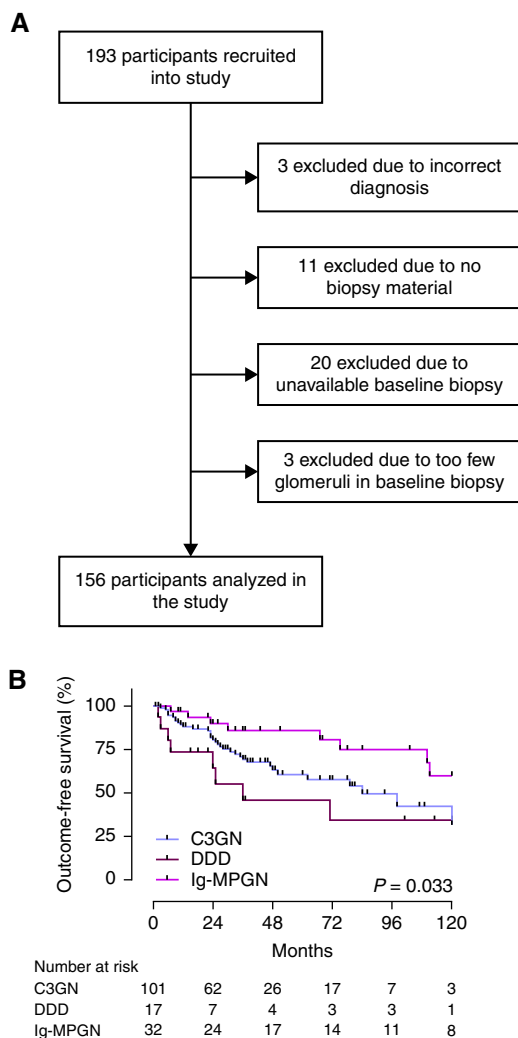 A
193 participants recruited
into study
3 excluded due to incorrect
diagnosis
11 excluded due to no
biopsy material
20 excluded due to
unavailable baseline biopsy
3 excluded due to too few
glomeruli in baseline biopsy
156 participants analyzed in
the study
B
Outcome-free survival (%)
100
75
50
25
0
C3GN
DDD
Ig-MPGN
P = 0.033
0 24 48 72 96 120
Months
Number at risk
C3GN 101 62 26 17 7 3
DDD 17 7 4 3 3 1
Ig-MPGN 32 24 17 14 11 8